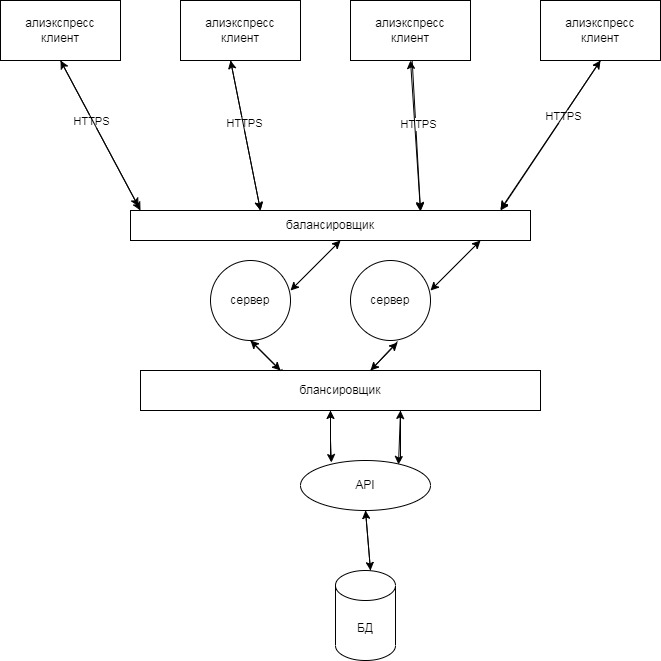 алиэкспресс
клиент
алиэкспресс
клиент
алиэкспресс
клиент
алиэкспресс
клиент
HTTPS
HTTPS
HTTPS
HTTPS
балансировщик
сервер
сервер
блансировщик
API
БД